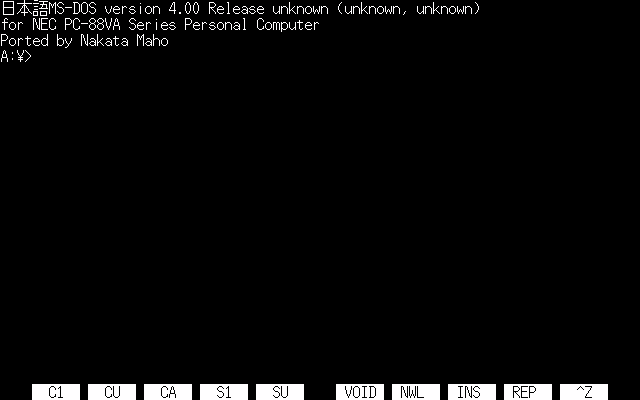 日本語MS-DOS version 4.00 Release unknown (unknown, unknown)
for NEC PC-88VA Series Personal Computer
Ported by Nakata Maho
A:¥>
C1 CU CA S1 SU VOID NWL INS REP ^Z